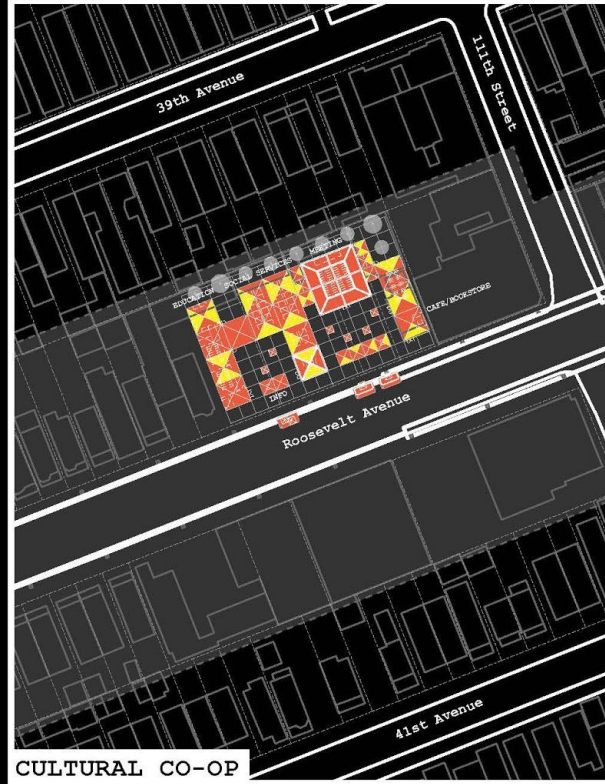 39th Avenue
111th Street
EDUCATION
SOCIAL SERVICES
MEETING
CAFE/BOOKSTORE
INFO
Roosevelt Avenue
41st Avenue
CULTURAL CO-OP